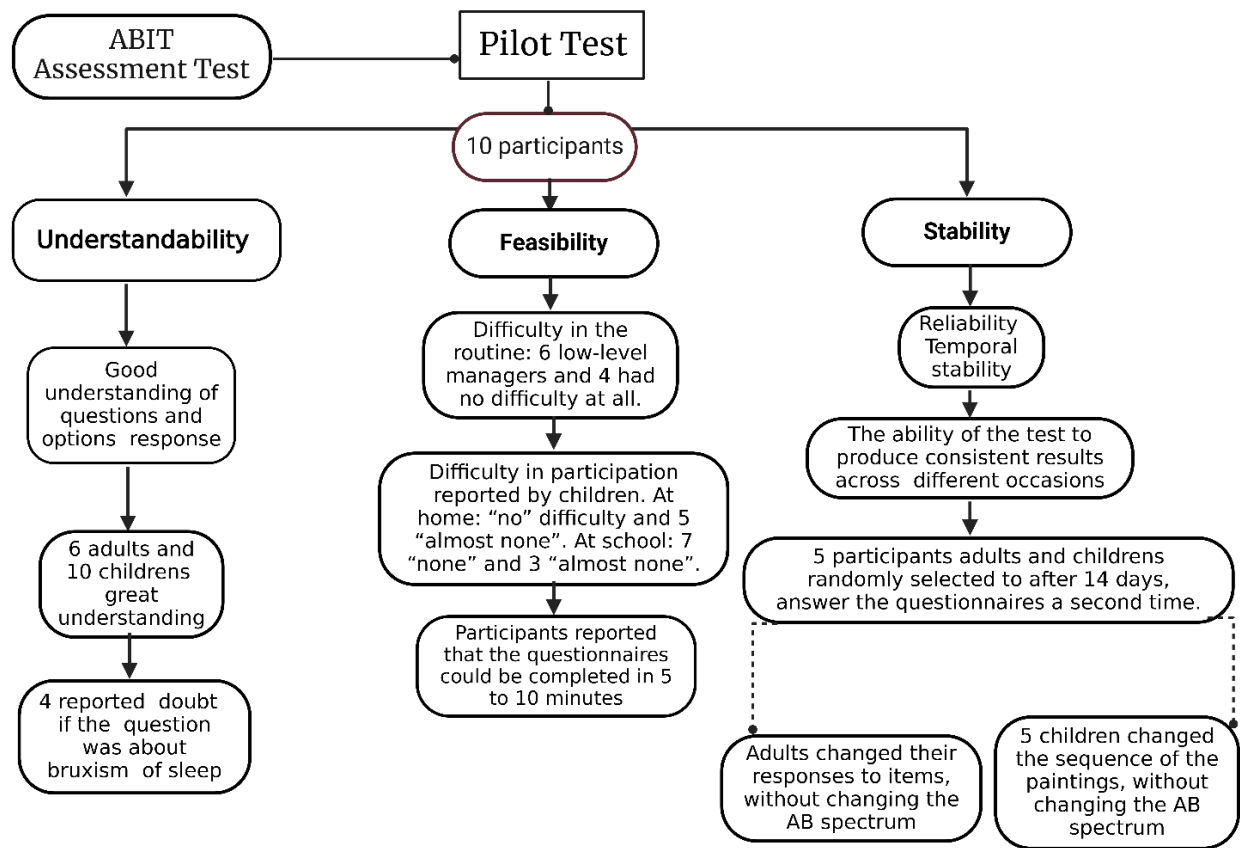 ABIT
Assessment Test
Pilot Test
10 participants
Understandability
Good
understanding of
questions and
options response
6 adults and
10 childrens
great
understanding
4 reported doubt
if the question
was about
bruxism of sleep
Feasibility
Difficulty in the
routine: 6 low-level
managers and 4 had
no difficulty at all.
Difficulty in participation
reported by children. At
home: “no” difficulty and 5
“almost none”. At school: 7
“none” and 3 “almost none”.
Participants reported
that the questionnaires
could be completed in 5
to 10 minutes
Stability
Reliability
Temporal
stability
The ability of the test to
produce consistent results
across different occasions
5 participants adults and childrens
randomly selected to after 14 days,
answer the questionnaires a second time.
Adults changed their
responses to items,
without changing the
AB spectrum
5 children changed
the sequence of the
paintings, without
changing the AB
spectrum